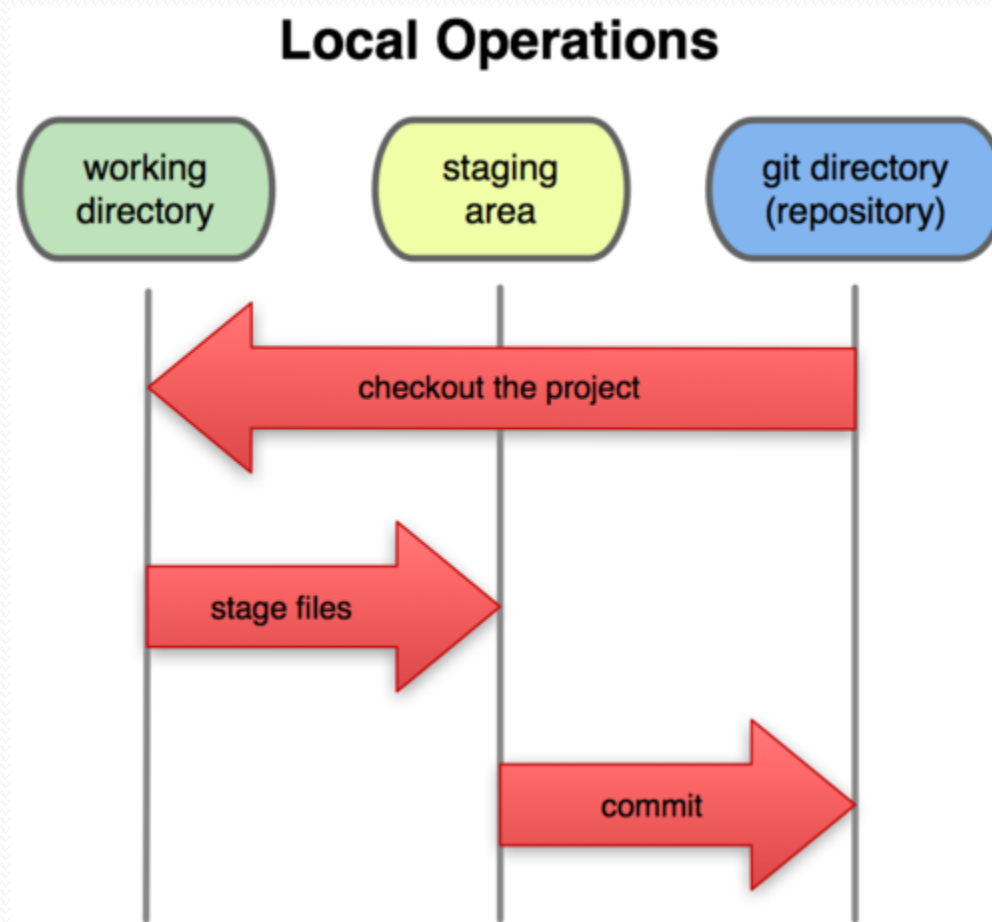 Local Operations
working
directory
staging
area
git directory
(repository)
checkout the project
stage files
commit